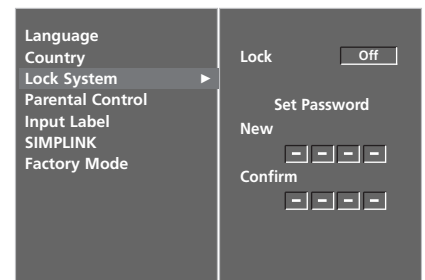 Language
Country
Lock System ►
Parental Control
Input Label
SIMPLINK
Factory Mode
Lock Off
Set Password
New
– – – –
Confirm
– – – –